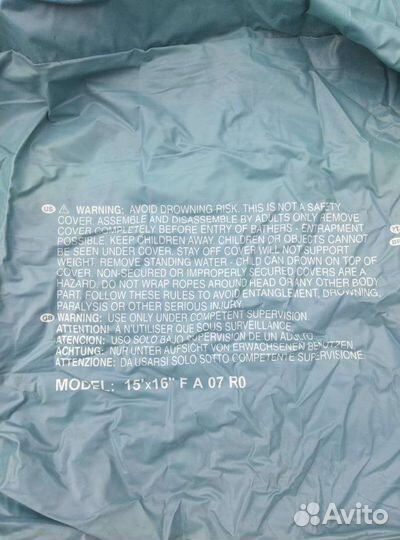 US ⚠ WARNING: AVOID DROWNING RISK. THIS IS NOT A SAFETY
COVER. ASSEMBLE AND DISASSEMBLE BY ADULTS ONLY REMOVE
COVER COMPLETELY BEFORE ENTRY OF BATHERS - ENTRAPMENT
POSSIBLE. KEEP CHILDREN AWAY. CHILDREN OR OBJECTS CANNOT
BE SEEN UNDER COVER. STAY OFF COVER WILL NOT SUPPORT
WEIGHT. REMOVE STANDING WATER - CHILD CAN DROWN ON TOP OF
COVER. NON-SECURED OR IMPROPERLY SECURED COVERS ARE A
HAZARD. DO NOT WRAP ROPES AROUND HEAD OR ANY OTHER BODY
PART. FOLLOW THESE RULES TO AVOID ENTANGLEMENT, DROWNING,
PARALYSIS OR OTHER SERIOUS INJURY.
GB WARNING: USE ONLY UNDER COMPETENT SUPERVISION.
ATTENTION: À N'UTILISER QUE SOUS SURVEILLANCE.
ATENCION: USO SOLO BAJO SUPERVISION DE UN ADULTO.
ACHTUNG: NUR UNTER AUFSICHT VON ERWACHSENEN BENUTZEN.
ATTENZIONE: DA USARSI SOLO SOTTO COMPETENTE SUPERVISIONE.
MODEL: 15'x16" F A 07 R0
Avito